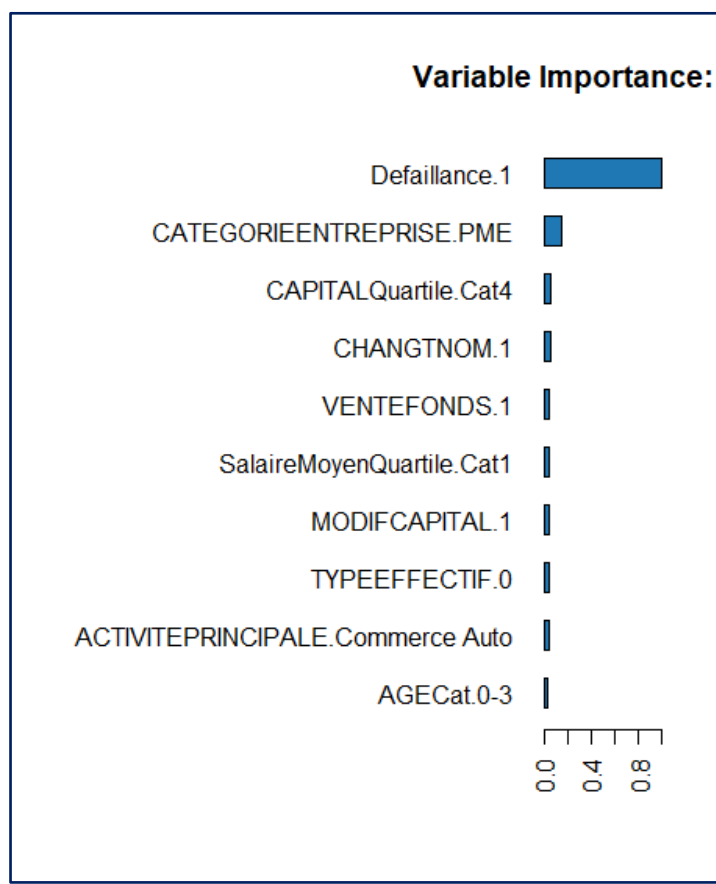 Variable Importance:
Defaillance.1
CATEGORIEENTREPRISE.PME
CAPITALQuartile.Cat4
CHANGTNOM.1
VENTEFONDS.1
SalaireMoyenQuartile.Cat1
MODIFCAPITAL.1
TYPEEFFECTIF.0
ACTIVITEPRINCIPALE.Commerce Auto
AGECat.0-3
0.0 0.4 0.8